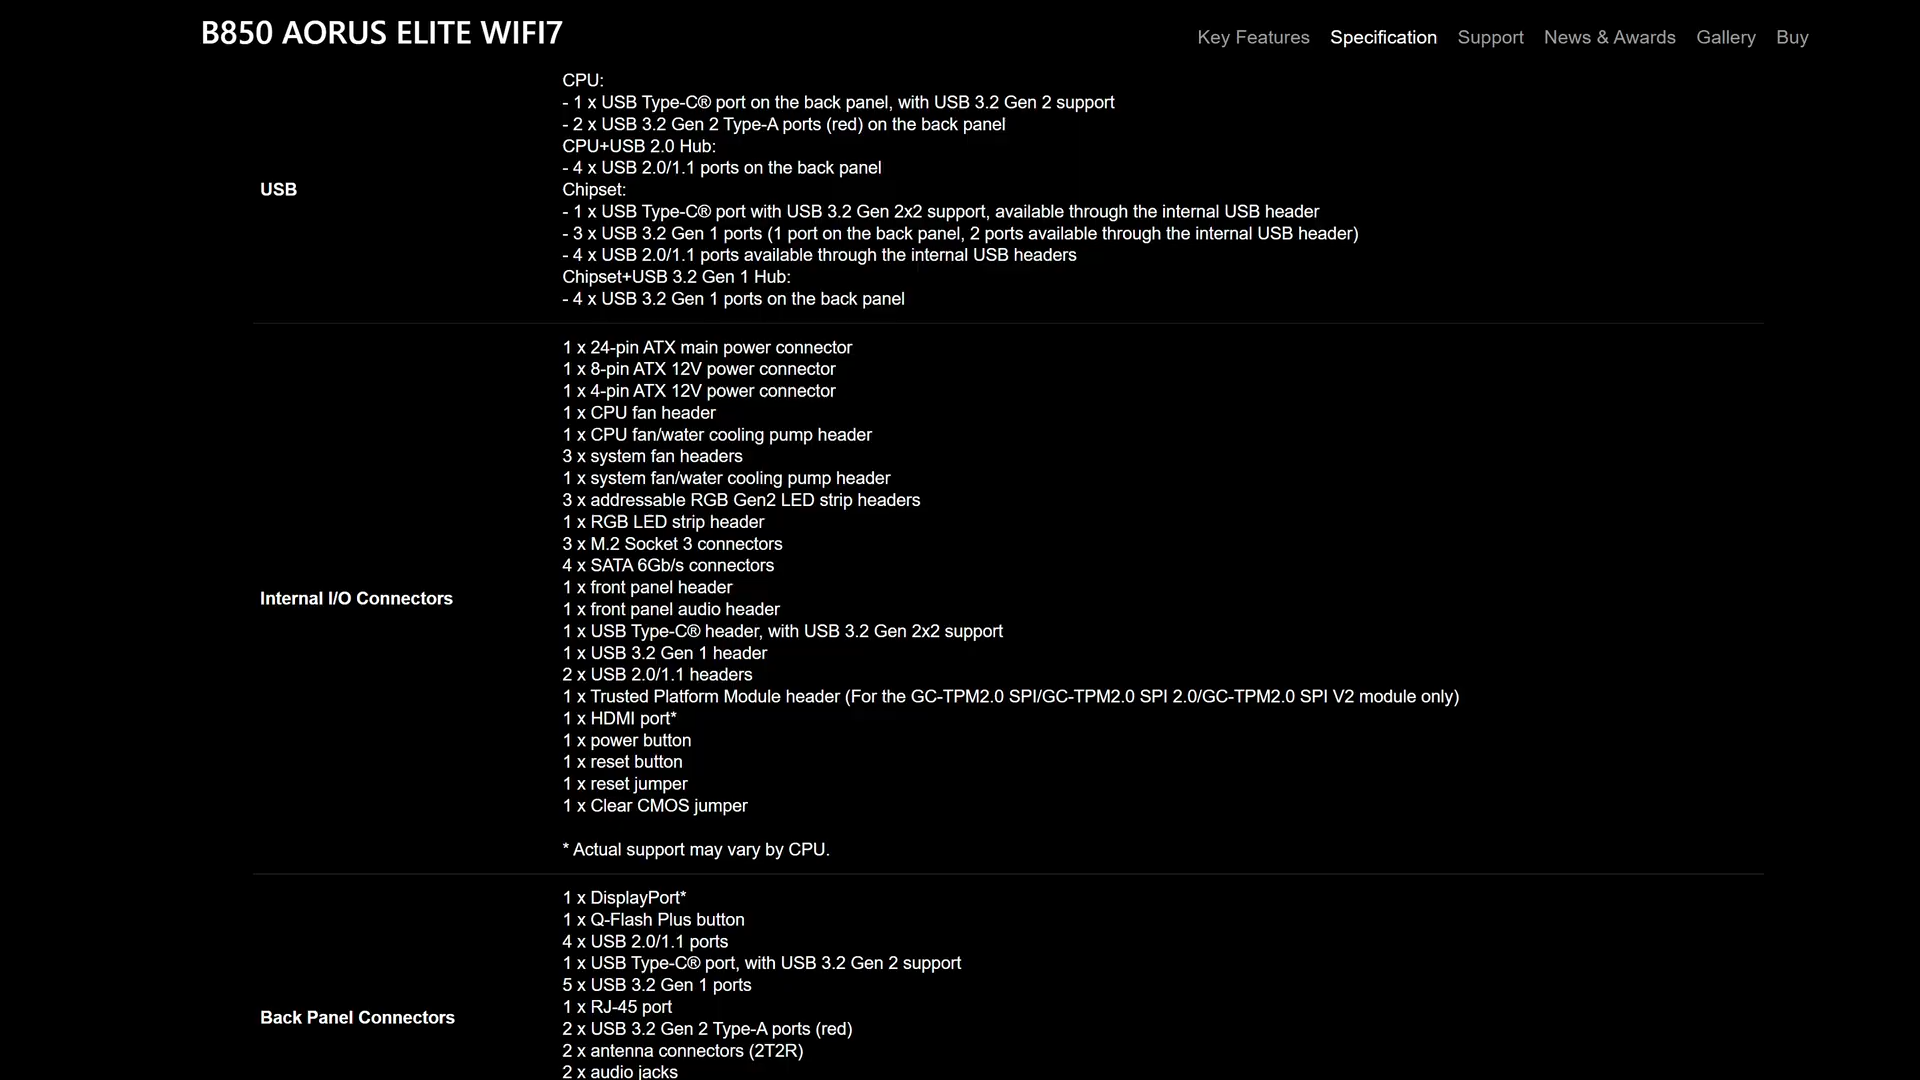 B850 AORUS ELITE WIFI7
Key Features Specification Support News & Awards Gallery Buy
USB
CPU:
- 1 x USB Type-C® port on the back panel, with USB 3.2 Gen 2 support
- 2 x USB 3.2 Gen 2 Type-A ports (red) on the back panel
CPU+USB 2.0 Hub:
- 4 x USB 2.0/1.1 ports on the back panel
Chipset:
- 1 x USB Type-C® port with USB 3.2 Gen 2x2 support, available through the internal USB header
- 3 x USB 3.2 Gen 1 ports (1 port on the back panel, 2 ports available through the internal USB header)
- 4 x USB 2.0/1.1 ports available through the internal USB headers
Chipset+USB 3.2 Gen 1 Hub:
- 4 x USB 3.2 Gen 1 ports on the back panel
Internal I/O Connectors
1 x 24-pin ATX main power connector
1 x 8-pin ATX 12V power connector
1 x 4-pin ATX 12V power connector
1 x CPU fan header
1 x CPU fan/water cooling pump header
3 x system fan headers
1 x system fan/water cooling pump header
3 x addressable RGB Gen2 LED strip headers
1 x RGB LED strip header
3 x M.2 Socket 3 connectors
4 x SATA 6Gb/s connectors
1 x front panel header
1 x front panel audio header
1 x USB Type-C® header, with USB 3.2 Gen 2x2 support
1 x USB 3.2 Gen 1 header
2 x USB 2.0/1.1 headers
1 x Trusted Platform Module header (For the GC-TPM2.0 SPI/GC-TPM2.0 SPI 2.0/GC-TPM2.0 SPI V2 module only)
1 x HDMI port*
1 x power button
1 x reset button
1 x reset jumper
1 x Clear CMOS jumper
* Actual support may vary by CPU.
Back Panel Connectors
1 x DisplayPort*
1 x Q-Flash Plus button
4 x USB 2.0/1.1 ports
1 x USB Type-C® port, with USB 3.2 Gen 2 support
5 x USB 3.2 Gen 1 ports
1 x RJ-45 port
2 x USB 3.2 Gen 2 Type-A ports (red)
2 x antenna connectors (2T2R)
2 x audio jacks